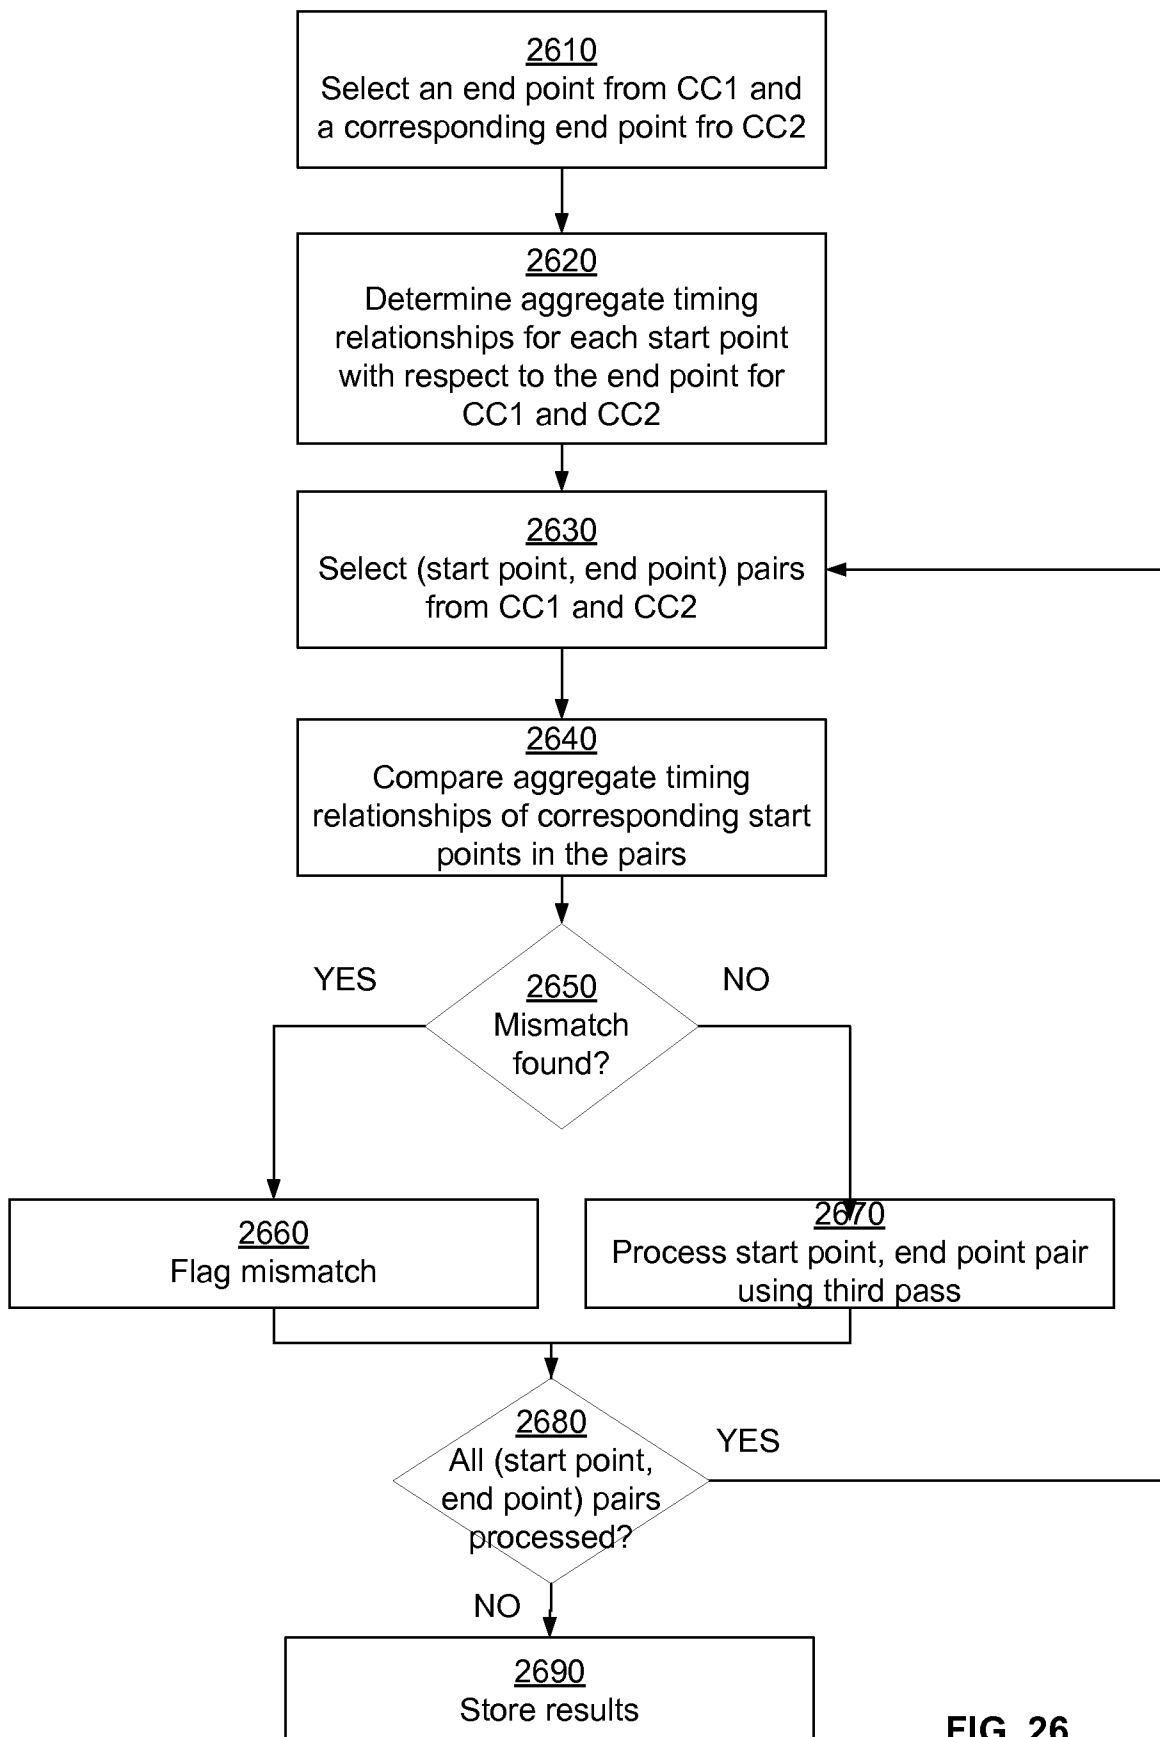 2610
Select an end point from CC1 and
a corresponding end point fro CC2
2620
Determine aggregate timing
relationships for each start point
with respect to the end point for
CC1 and CC2
2630
Select (start point, end point) pairs
from CC1 and CC2
2640
Compare aggregate timing
relationships of corresponding start
points in the pairs
YES
2650
Mismatch
found?
NO
2660
Flag mismatch
2670
Process start point, end point pair
using third pass
2680
All (start point,
end point) pairs
processed?
YES
NO
2690
Store results
FIG. 26